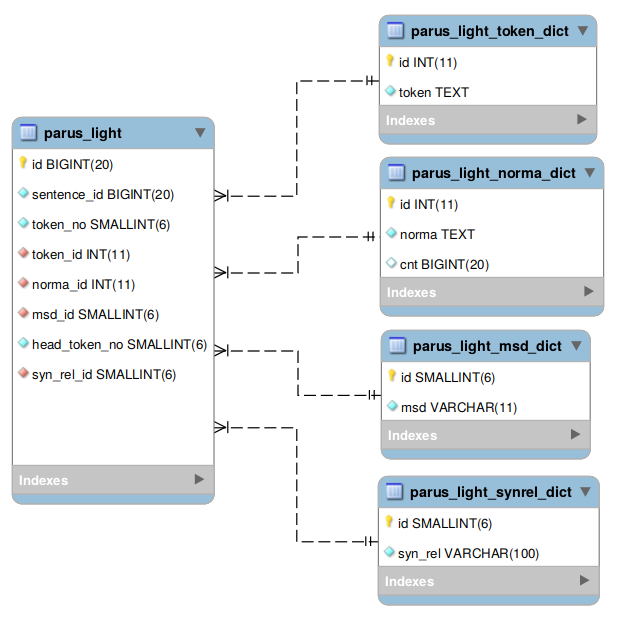 parus_light
id BIGINT(20)
sentence_id BIGINT(20)
token_no SMALLINT(6)
token_id INT(11)
norma_id INT(11)
msd_id SMALLINT(6)
head_token_no SMALLINT(6)
syn_rel_id SMALLINT(6)
Indexes
parus_light_token_dict
id INT(11)
token TEXT
Indexes
parus_light_norma_dict
id INT(11)
norma TEXT
cnt BIGINT(20)
Indexes
parus_light_msd_dict
id SMALLINT(6)
msd VARCHAR(11)
Indexes
parus_light_synrel_dict
id SMALLINT(6)
syn_rel VARCHAR(100)
Indexes